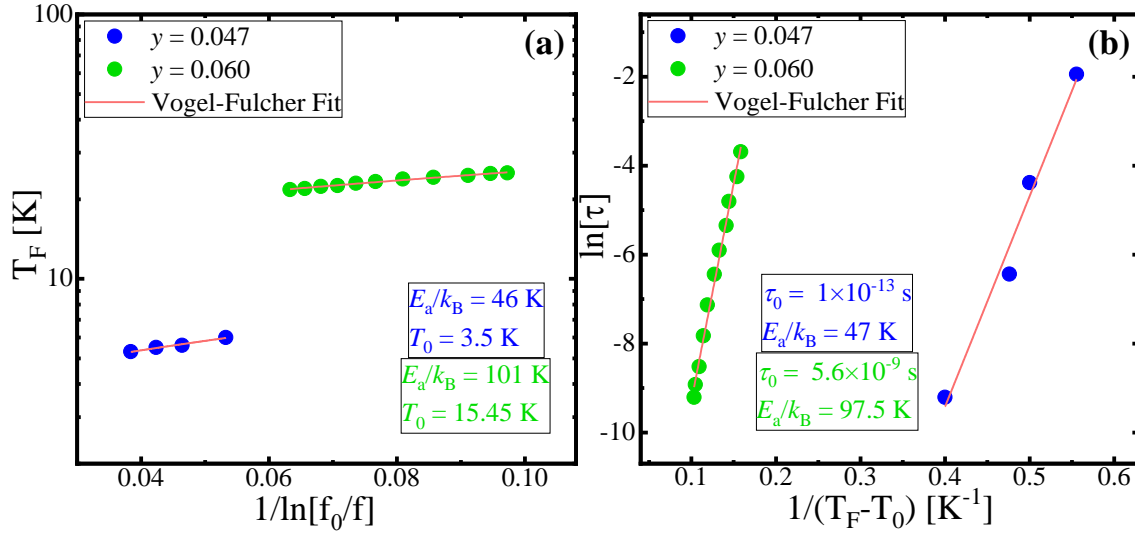 (a)
y = 0.047
y = 0.060
Vogel-Fulcher Fit
100
10
T_F [K]
E_a/k_B = 46 K
T_0 = 3.5 K
E_a/k_B = 101 K
T_0 = 15.45 K
0.04 0.06 0.08 0.10
1/ln[f_0/f]
(b)
y = 0.047
y = 0.060
Vogel-Fulcher Fit
-2
-4
-6
-8
-10
ln[τ]
τ_0 = 1×10^-13 s
E_a/k_B = 47 K
τ_0 = 5.6×10^-9 s
E_a/k_B = 97.5 K
0.1 0.2 0.3 0.4 0.5 0.6
1/(T_F-T_0) [K^-1]